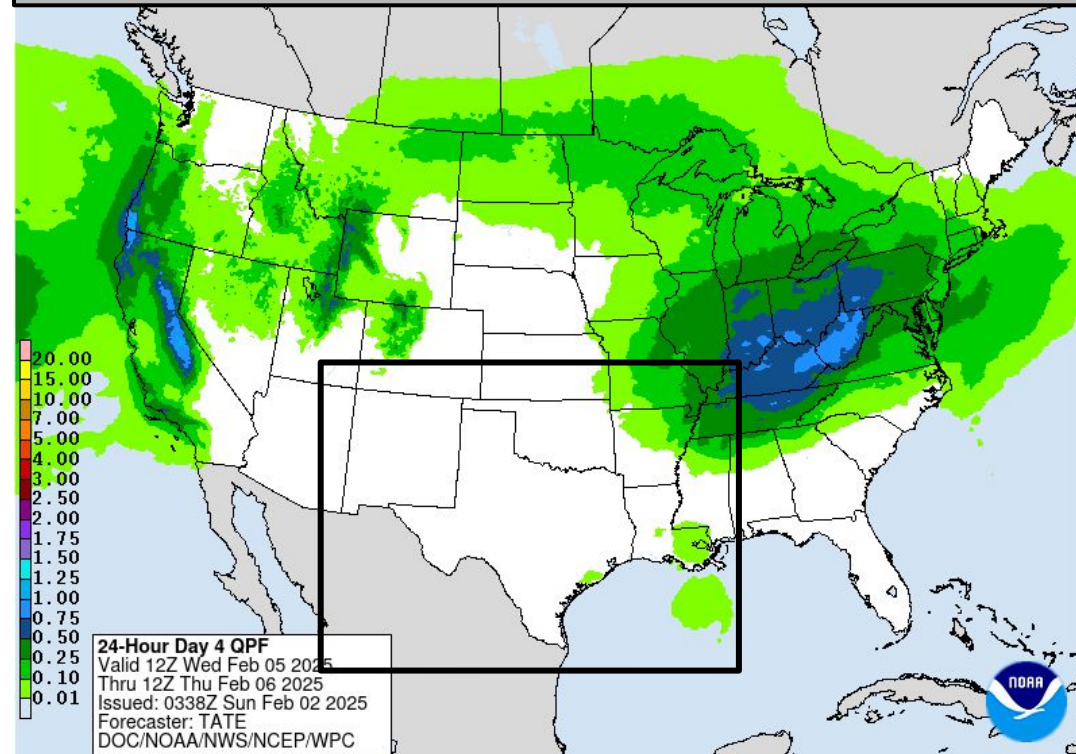 20.00
15.00
10.00
7.00
5.00
4.00
3.00
2.50
2.00
1.75
1.50
1.25
1.00
0.75
0.50
0.25
0.10
0.01
24-Hour Day 4 QPF
Valid 12Z Wed Feb 05 2025
Thru 12Z Thu Feb 06 2025
Issued: 0338Z Sun Feb 02 2025
Forecaster: TATE
DOC/NOAA/NWS/NCEP/WPC
NOAA